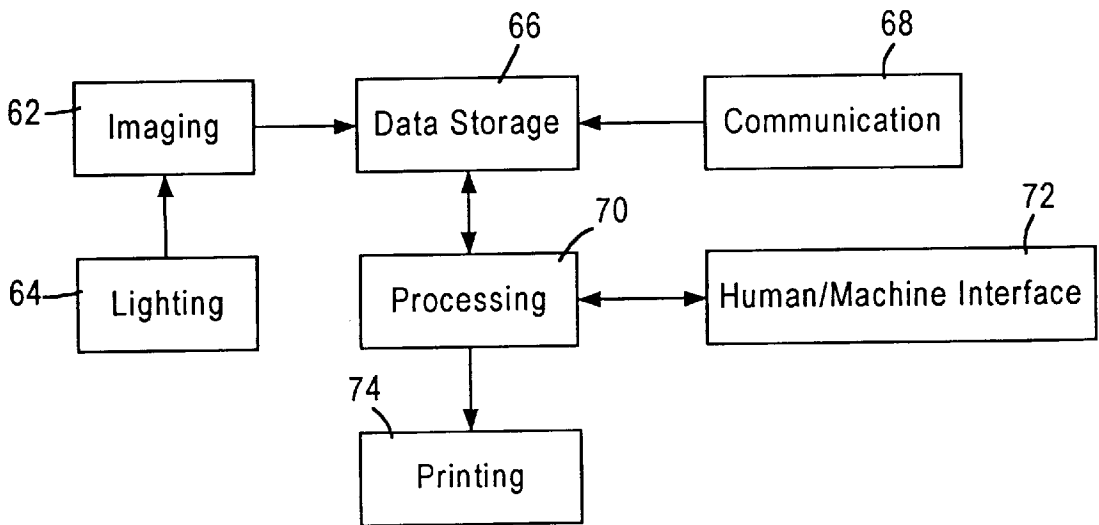 66
68
62
Imaging
Data Storage
Communication
70
72
64
Lighting
Processing
Human/Machine Interface
74
Printing